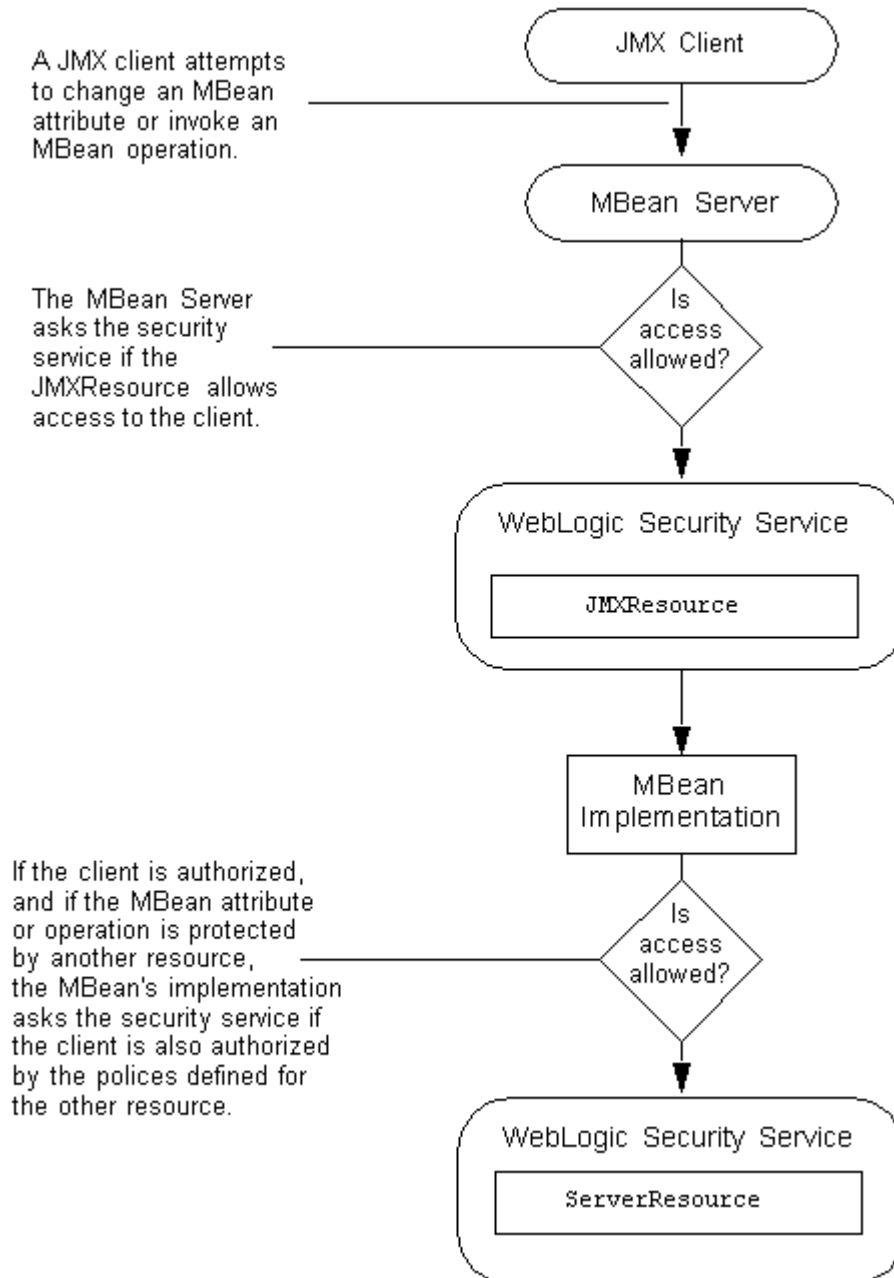 JMX Client
A JMX client attempts
to change an MBean
attribute or invoke an
MBean operation.
MBean Server
The MBean Server
asks the security
service if the
JMXResource allows
access to the client.
Is
access
allowed?
WebLogic Security Service
JMXResource
MBean
Implementation
If the client is authorized,
and if the MBean attribute
or operation is protected
by another resource,
the MBean's implementation
asks the security service if
the client is also authorized
by the polices defined for
the other resource.
Is
access
allowed?
WebLogic Security Service
ServerResource